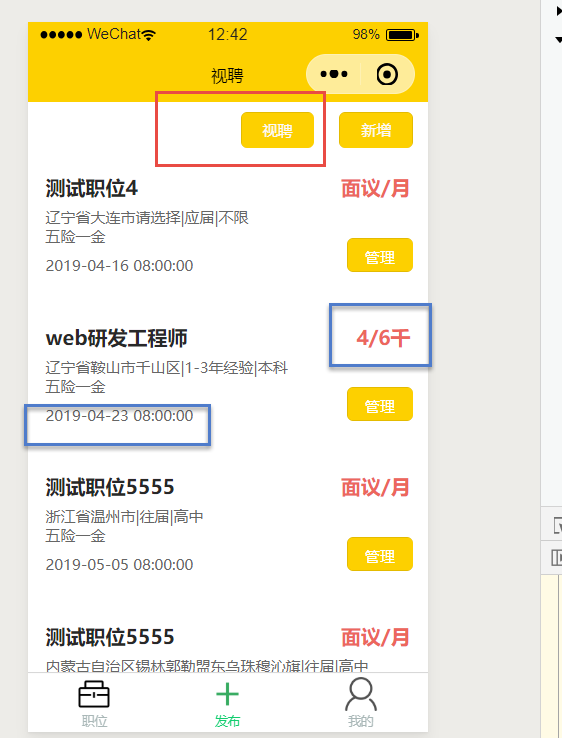 WeChat 12:42 98%
视聘
视聘 新增
测试职位4 面议/月
辽宁省大连市请选择|应届|不限
五险一金
管理
2019-04-16 08:00:00
web研发工程师 4/6千
辽宁省鞍山市千山区|1-3年经验|本科
五险一金
管理
2019-04-23 08:00:00
测试职位5555 面议/月
浙江省温州市|往届|高中
五险一金
管理
2019-05-05 08:00:00
测试职位5555 面议/月
内蒙古自治区锡林郭勒盟东乌珠穆沁旗|往届|高中
职位 发布 我的